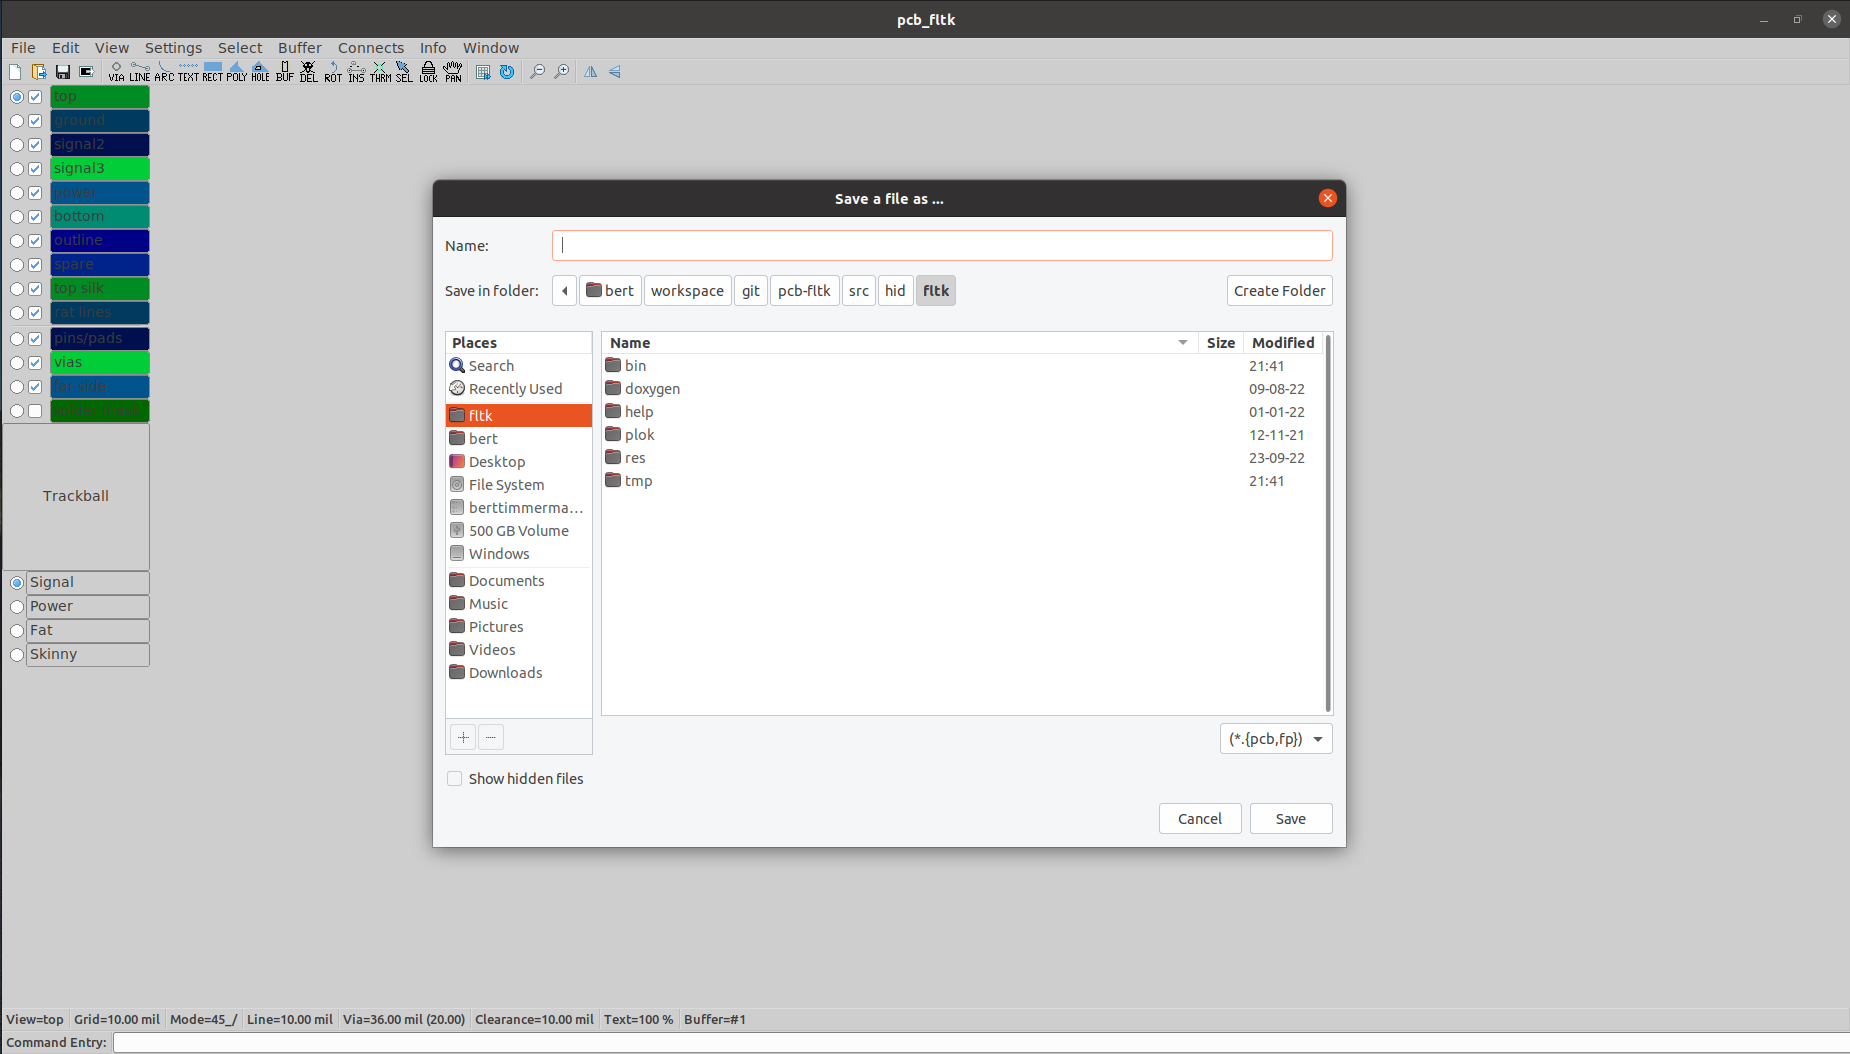 pcb_fltk
File Edit View Settings Select Buffer Connects Info Window
VIA LINE ARC TEXT RECT POLY HOLE BUF DEL ROT INS THRM SEL LOCK PAN
top
ground
signal2
signal3
power
bottom
outline
spare
top silk
rat lines
pins/pads
vias
far side
solder mask
Trackball
Signal
Power
Fat
Skinny
Save a file as ...
Name:
Save in folder: bert workspace git pcb-fltk src hid fltk Create Folder
Places
Search
Recently Used
fltk
bert
Desktop
File System
berttimmerma...
500 GB Volume
Windows
Documents
Music
Pictures
Videos
Downloads
Name Size Modified
bin 21:41
doxygen 09-08-22
help 01-01-22
plok 12-11-21
res 23-09-22
tmp 21:41
(*.{pcb,fp})
Show hidden files
Cancel Save
View=top Grid=10.00 mil Mode=45_/ Line=10.00 mil Via=36.00 mil (20.00) Clearance=10.00 mil Text=100 % Buffer=#1
Command Entry: